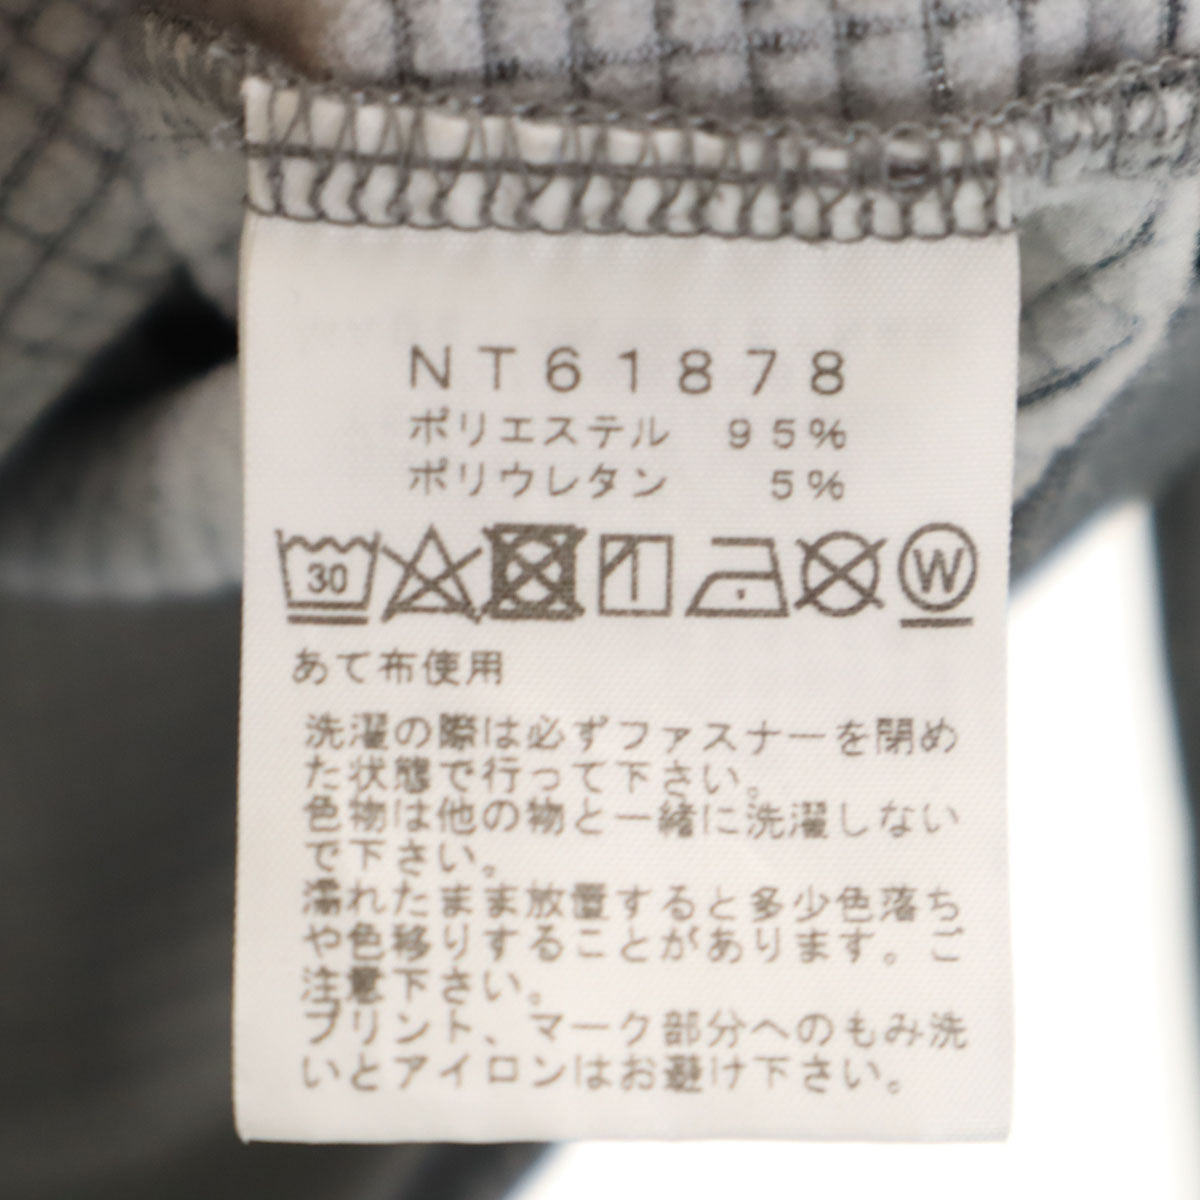 NT61878
ポリエステル 95%
ポリウレタン 5%
30 W
あて布使用
洗濯の際は必ずファスナーを閉め
た状態で行って下さい。
色物は他の物と一緒に洗濯しない
で下さい。
濡れたまま放置すると多少色落ち
や色移りすることがあります。ご
注意下さい。
プリント、マーク部分へのもみ洗
いとアイロンはお避け下さい。